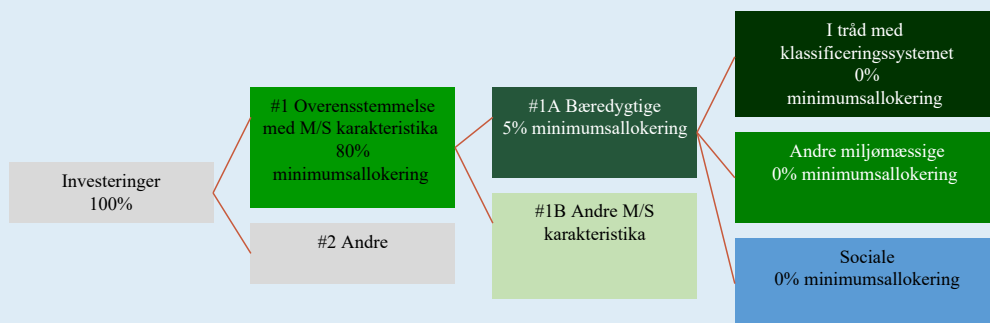 Investeringer
100%
#1 Overensstemmelse
med M/S karakteristika
80%
minimumsallokering
#2 Andre
#1A Bæredygtige
5% minimumsallokering
#1B Andre M/S
karakteristika
I tråd med
klassificeringssystemet
0%
minimumsallokering
Andre miljømæssige
0% minimumsallokering
Sociale
0% minimumsallokering